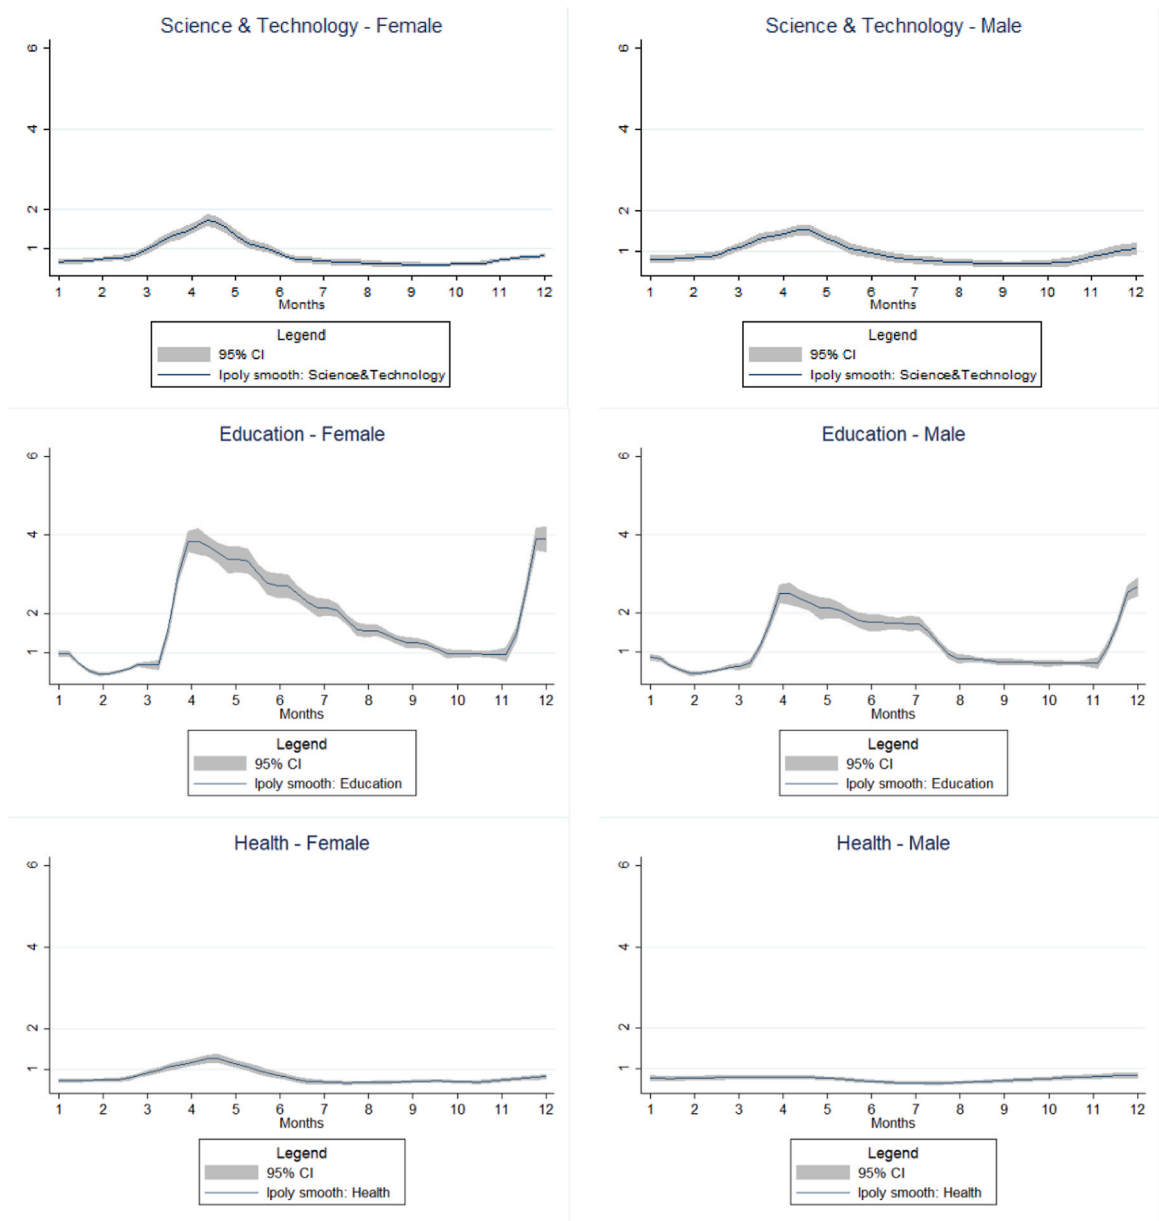 Science & Technology - Female
6
4
2
1
1 2 3 4 5 6 7 8 9 10 11 12
Months
Legend
95% CI
lpoly smooth: Science&Technology
Science & Technology - Male
6
4
2
1
1 2 3 4 5 6 7 8 9 10 11 12
Months
Legend
95% CI
lpoly smooth: Science&Technology
Education - Female
6
4
2
1
1 2 3 4 5 6 7 8 9 10 11 12
Months
Legend
95% CI
lpoly smooth: Education
Education - Male
6
4
2
1
1 2 3 4 5 6 7 8 9 10 11 12
Months
Legend
95% CI
lpoly smooth: Education
Health - Female
6
4
2
1
1 2 3 4 5 6 7 8 9 10 11 12
Months
Legend
95% CI
lpoly smooth: Health
Health - Male
6
4
2
1
1 2 3 4 5 6 7 8 9 10 11 12
Months
Legend
95% CI
lpoly smooth: Health